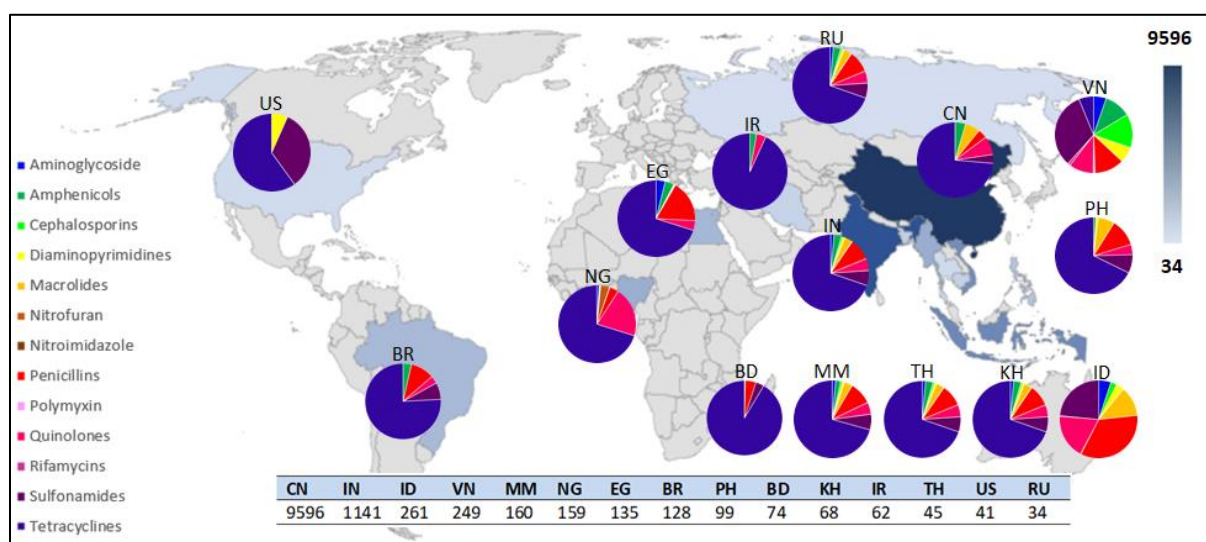 RU
9596
US
VN
CN
IR
Aminoglycoside
Amphenicols
EG
Cephalosporins
PH
IN
Diaminopyrimidines
Macrolides
NG
Nitrofuran
Nitroimidazole
BR
BD
MM
TH
KH
ID
Penicillins
Polymyxin
Quinolones
Rifamycins
Sulfonamides
Tetracyclines
34
CN IN ID VN MM NG EG BR PH BD KH IR TH US RU
9596 1141 261 249 160 159 135 128 99 74 68 62 45 41 34